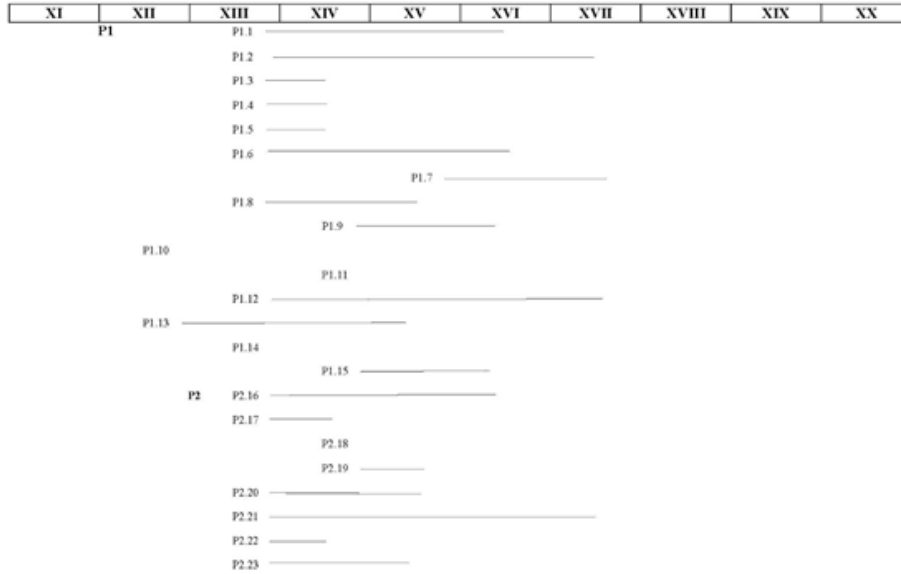 XI XII XIII XIV XV XVI XVII XVIII XIX XX
P1 P1.1
P1.2
P1.3
P1.4
P1.5
P1.6
P1.7
P1.8
P1.9
P1.10
P1.11
P1.12
P1.13
P1.14
P1.15
P2 P2.16
P2.17
P2.18
P2.19
P2.20
P2.21
P2.22
P2.23